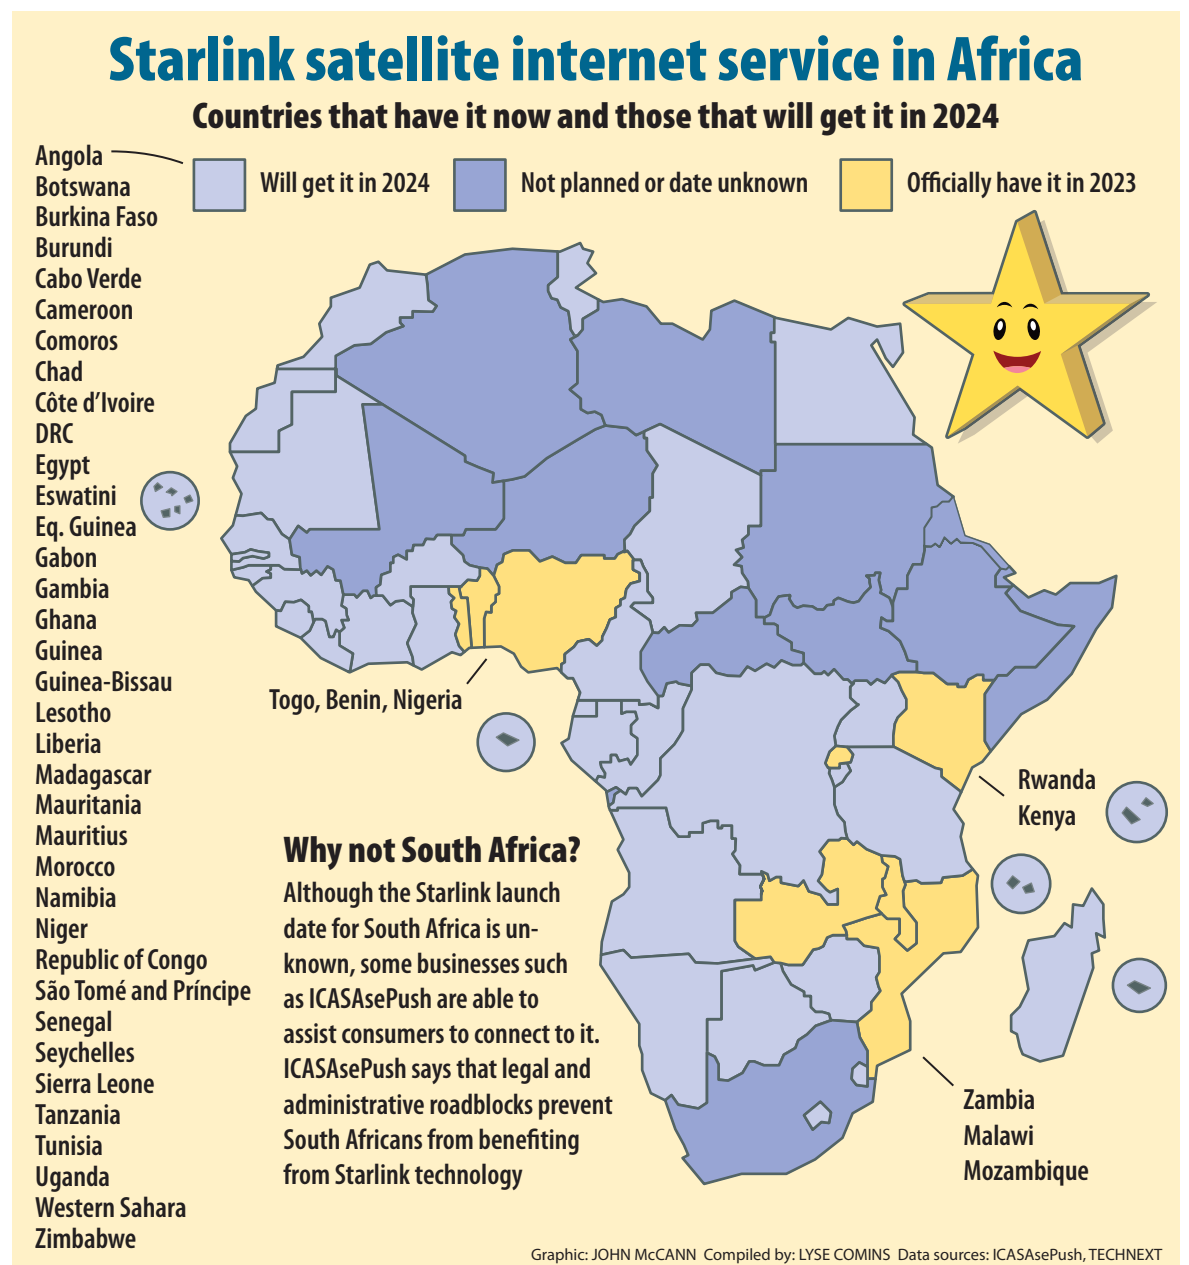 Starlink satellite internet service in Africa
Countries that have it now and those that will get it in 2024
Will get it in 2024
Not planned or date unknown
Officially have it in 2023
Angola
Botswana
Burkina Faso
Burundi
Cabo Verde
Cameroon
Comoros
Chad
Côte d’Ivoire
DRC
Egypt
Eswatini
Eq. Guinea
Gabon
Gambia
Ghana
Guinea
Guinea-Bissau
Lesotho
Liberia
Madagascar
Mauritania
Mauritius
Morocco
Namibia
Niger
Republic of Congo
São Tomé and Príncipe
Senegal
Seychelles
Sierra Leone
Tanzania
Tunisia
Uganda
Western Sahara
Zimbabwe
Togo, Benin, Nigeria
Rwanda
Kenya
Zambia
Malawi
Mozambique
Why not South Africa?
Although the Starlink launch
date for South Africa is un-
known, some businesses such
as ICASAsePush are able to
assist consumers to connect to it.
ICASAsePush says that legal and
administrative roadblocks prevent
South Africans from benefiting
from Starlink technology
Graphic: JOHN McCANN Compiled by: LYSE COMINS Data sources: ICASAsePush, TECHNEXT